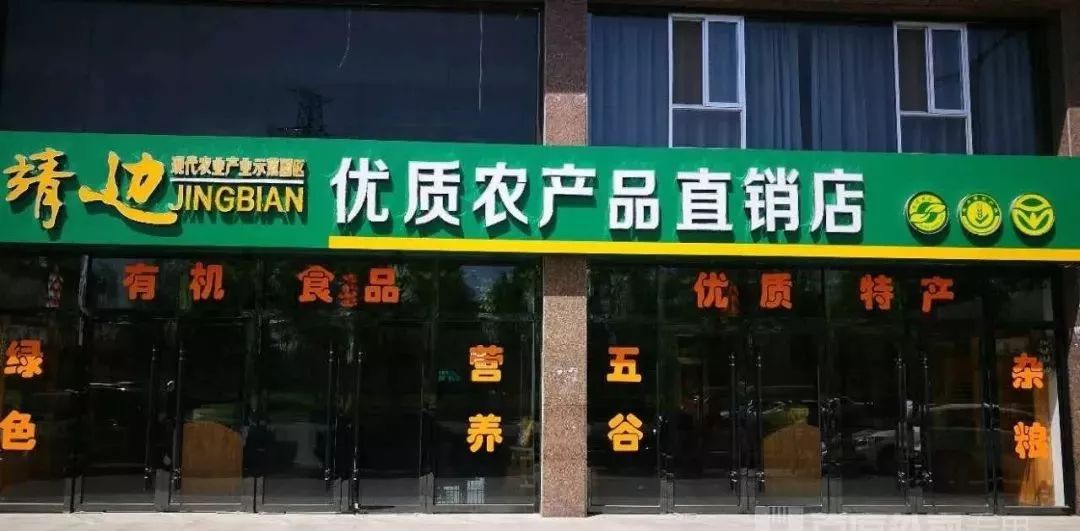 靖边
现代农业产业示范园区
JINGBIAN
优质农产品直销店
有机 食品
优质 特产
绿色
营养
五谷
杂粮